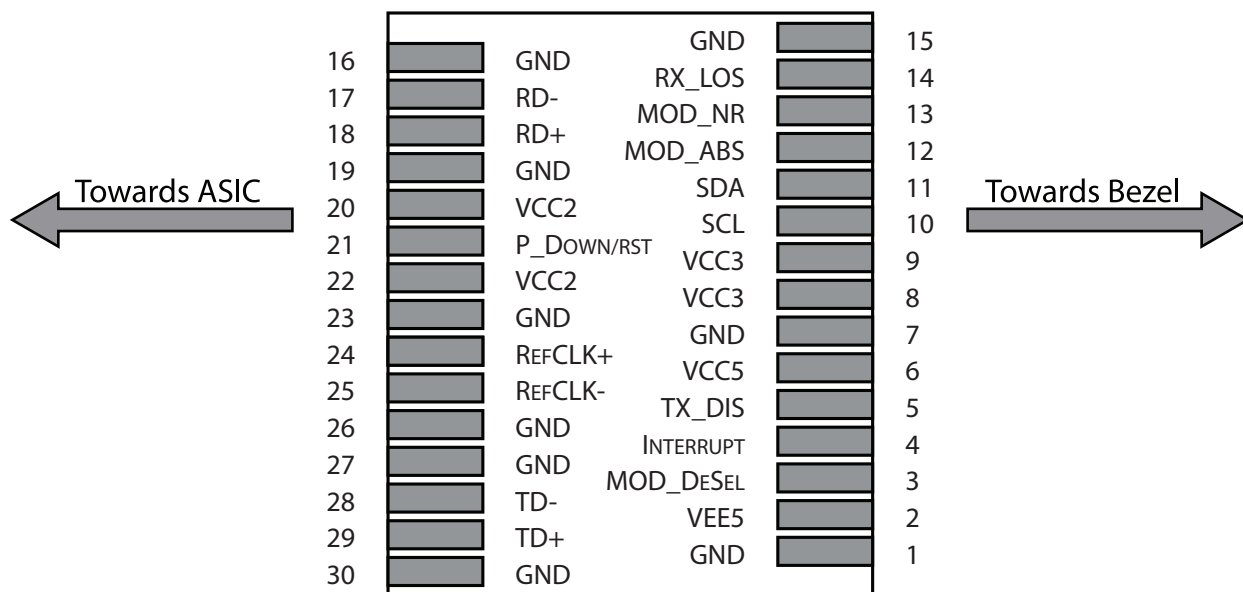 Towards ASIC
16 GND
17 RD-
18 RD+
19 GND
20 VCC2
21 P_DOWN/RST
22 VCC2
23 GND
24 REFCLK+
25 REFCLK-
26 GND
27 GND
28 TD-
29 TD+
30 GND
GND 15
RX_LOS 14
MOD_NR 13
MOD_ABS 12
SDA 11
SCL 10
VCC3 9
VCC3 8
GND 7
VCC5 6
TX_DIS 5
INTERRUPT 4
MOD_DESEL 3
VEE5 2
GND 1
Towards Bezel